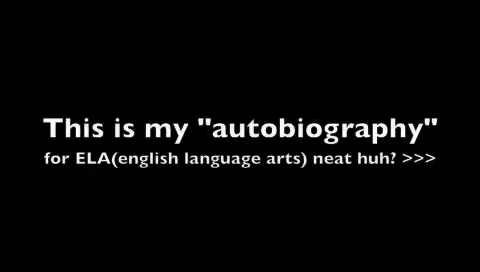 This is my "autobiography"
for ELA(english language arts) neat huh? >>>